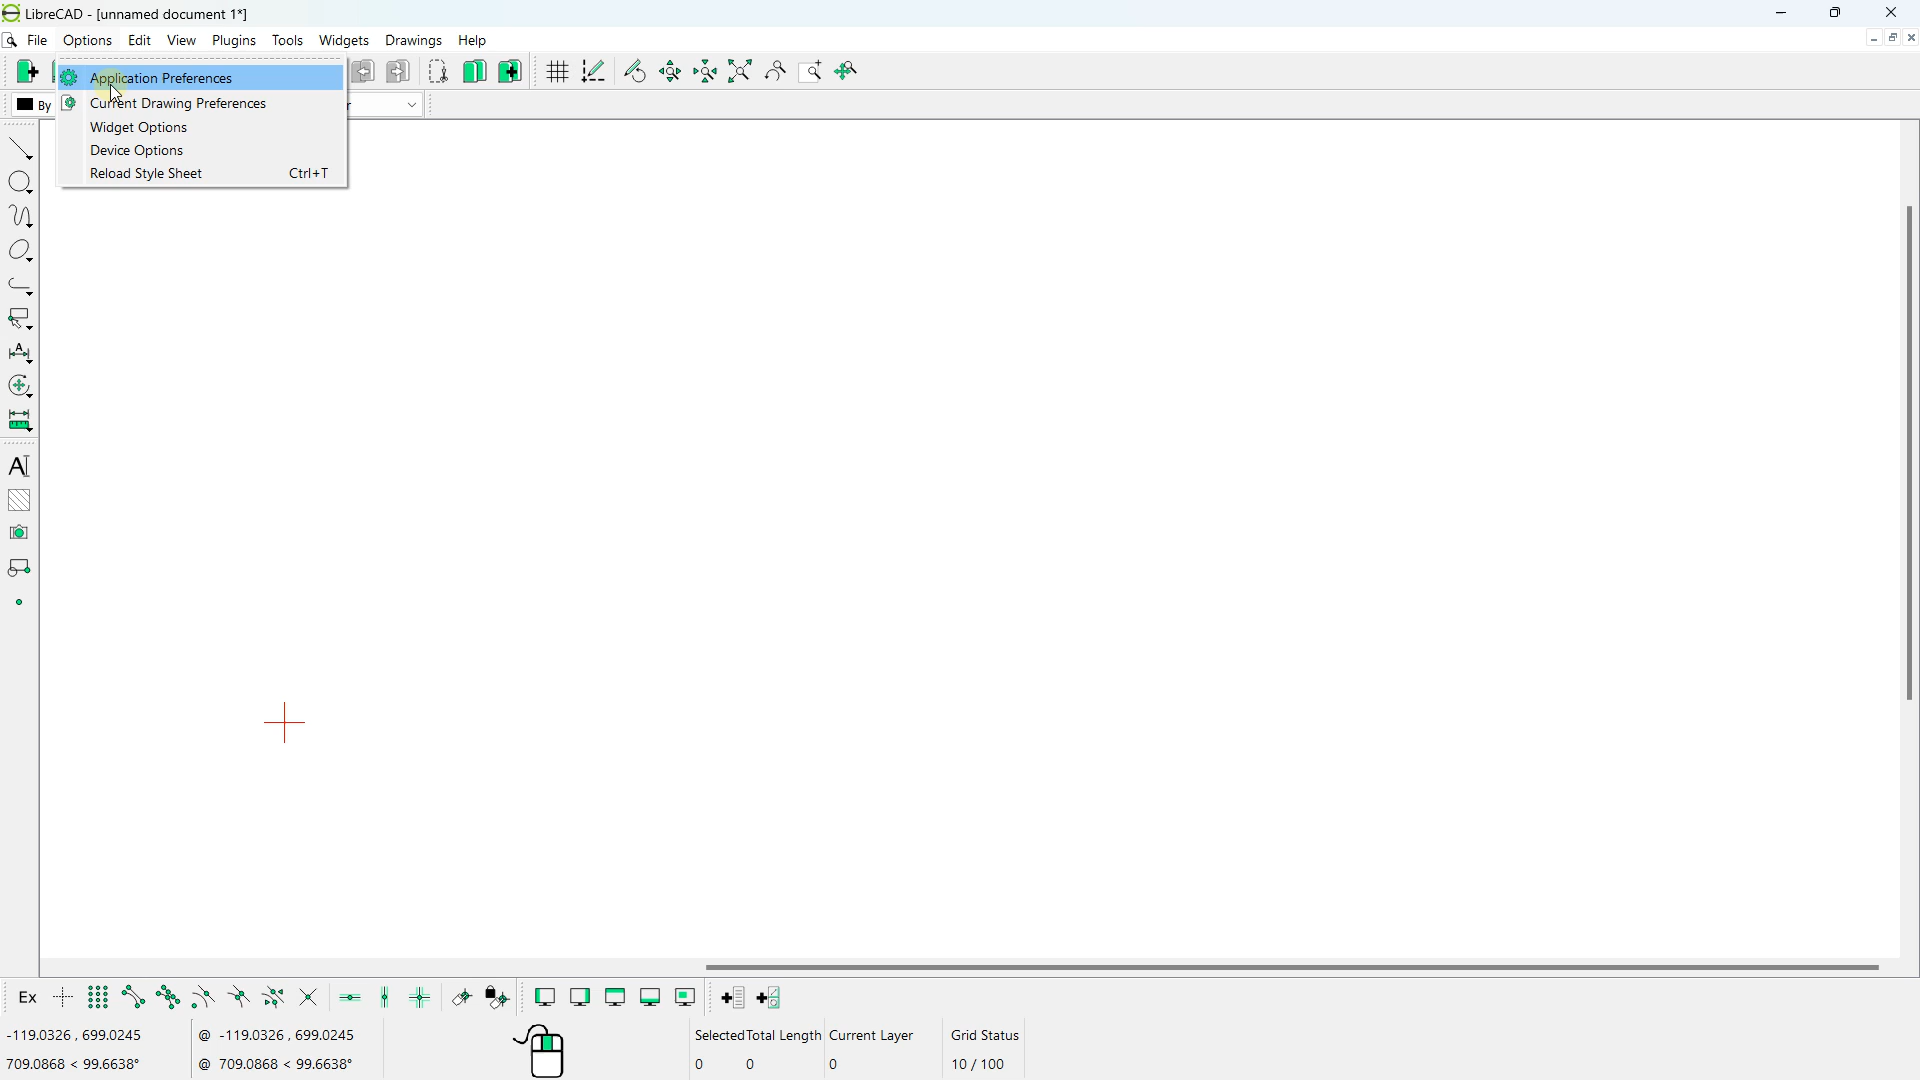 LibreCAD - [unnamed document 1*]
File Options Edit View Plugins Tools Widgets Drawings Help
Application Preferences
By
Current Drawing Preferences
r
Widget Options
Device Options
Reload Style Sheet Ctrl+T
A
A
Ex
-119.0326 , 699.0245 @ -119.0326 , 699.0245 Selected Total Length Current Layer Grid Status
709.0868 < 99.6638° @ 709.0868 < 99.6638° 0 0 0 10 / 100